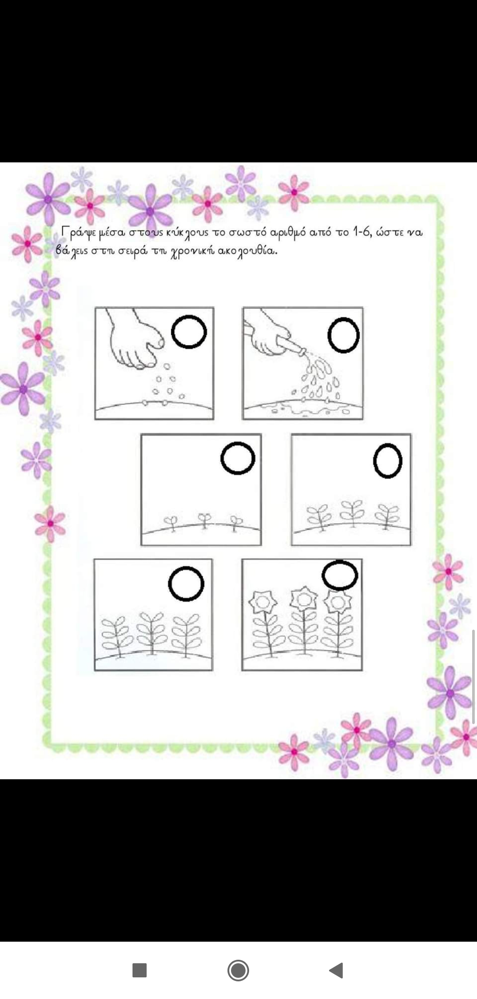 Γράψε μέσα στους κύκλους το σωστό αριθμό από το 1-6, ώστε να
βάλεις στη σειρά τη χρονική ακολουθία.